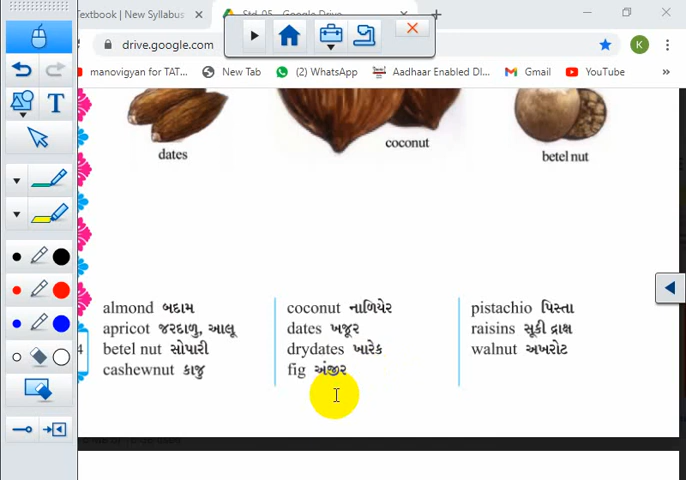 Textbook | New Syllabus
Std. 05 - Google Drive
drive.google.com
K
manovigyan for TAT...
New Tab
(2) WhatsApp
Aadhaar Enabled DI...
Gmail
YouTube
T
dates
coconut
betel nut
almond બદામ
apricot જરદાળુ, આલૂ
betel nut સોપારી
cashewnut કાજુ
coconut નાળિયેર
dates ખજૂર
drydates ખારેક
fig અંજીર
pistachio પિસ્તા
raisins સૂકી દ્રાક્ષ
walnut અખરોટ
4